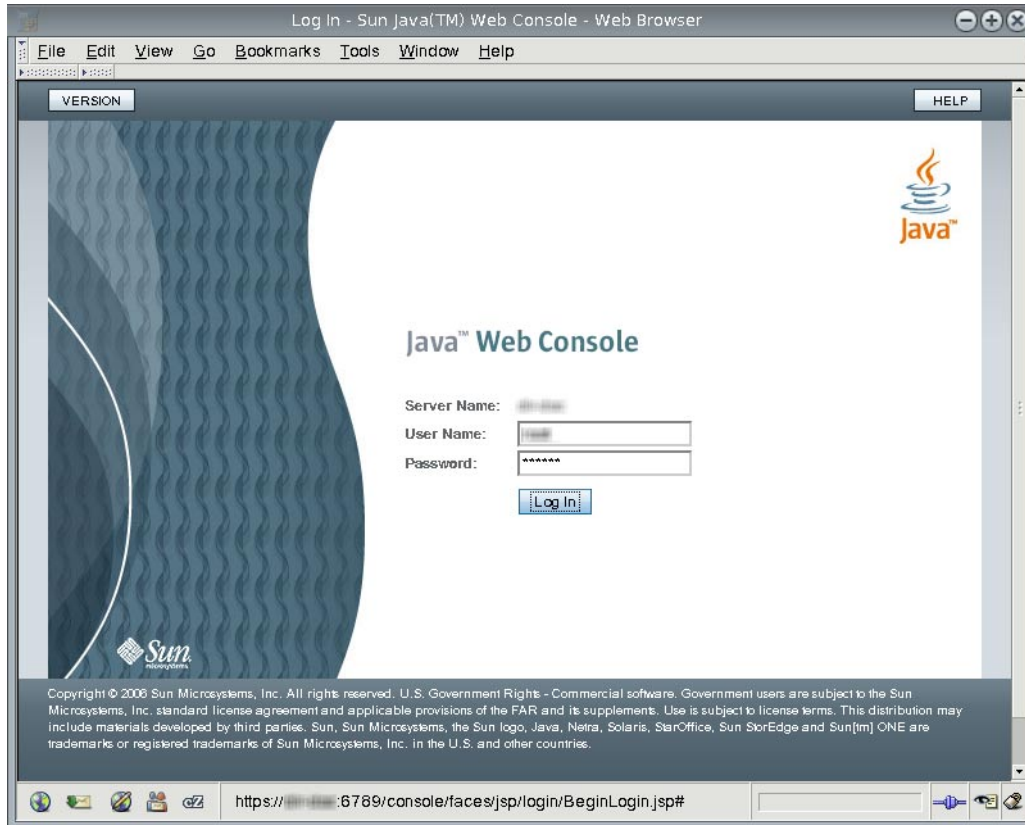 Log In - Sun Java(TM) Web Console - Web Browser
File Edit View Go Bookmarks Tools Window Help
VERSION
HELP
Java™
Java™ Web Console
Server Name:
User Name:
Password: ******
Log In
Sun
microsystems
Copyright © 2006 Sun Microsystems, Inc. All rights reserved. U.S. Government Rights - Commercial software. Government users are subject to the Sun
Microsystems, Inc. standard license agreement and applicable provisions of the FAR and its supplements. Use is subject to license terms. This distribution may
include materials developed by third parties. Sun, Sun Microsystems, the Sun logo, Java, Netra, Solaris, StarOffice, Sun StorEdge and Sun[tm] ONE are
trademarks or registered trademarks of Sun Microsystems, Inc. in the U.S. and other countries.
https:// :6789/console/faces/jsp/login/BeginLogin.jsp#